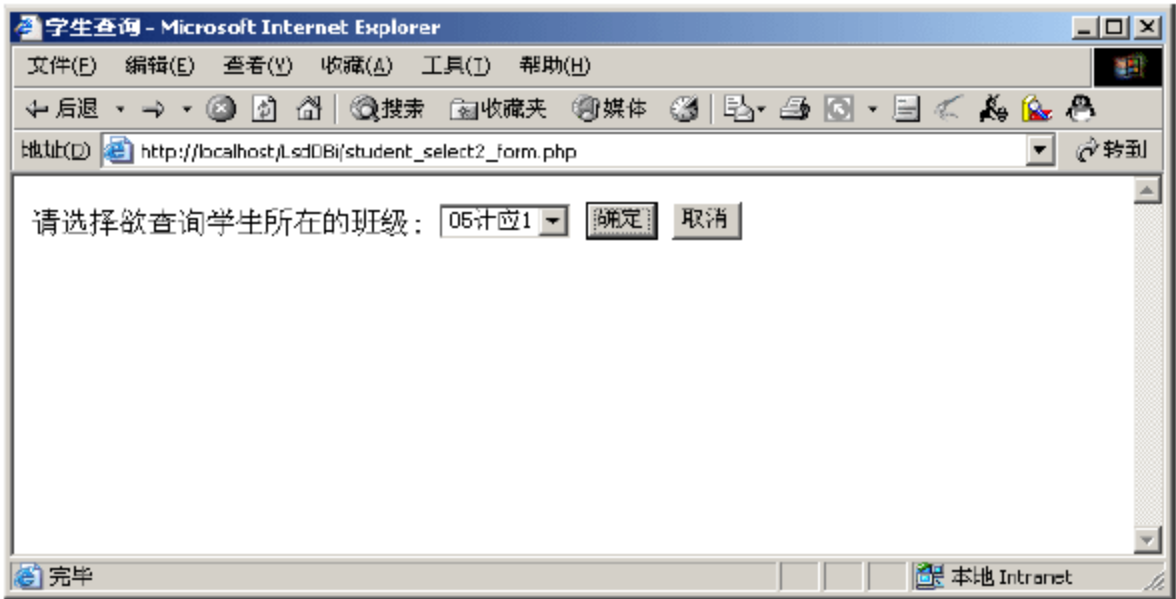 学生查询 - Microsoft Internet Explorer
文件(F) 编辑(E) 查看(V) 收藏(A) 工具(T) 帮助(H)
后退 搜索 收藏夹 媒体
地址(D) http://localhost/LsdDBi/student_select2_form.php 转到
请选择欲查询学生所在的班级: 05计应1 确定 取消
完毕 本地 Intranet